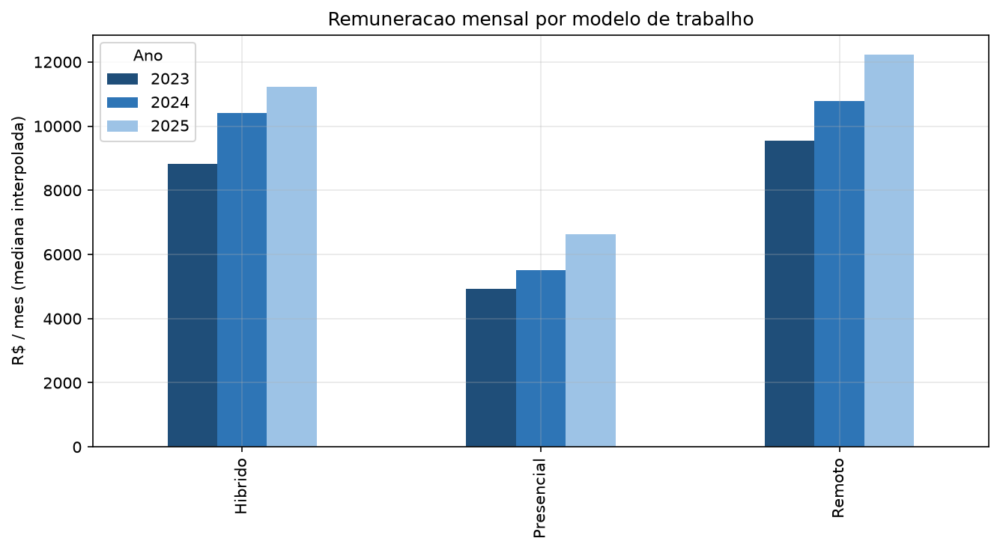 Remuneracao mensal por modelo de trabalho
R$ / mes (mediana interpolada)
12000
10000
8000
6000
4000
2000
0
Ano
2023
2024
2025
Hibrido
Presencial
Remoto